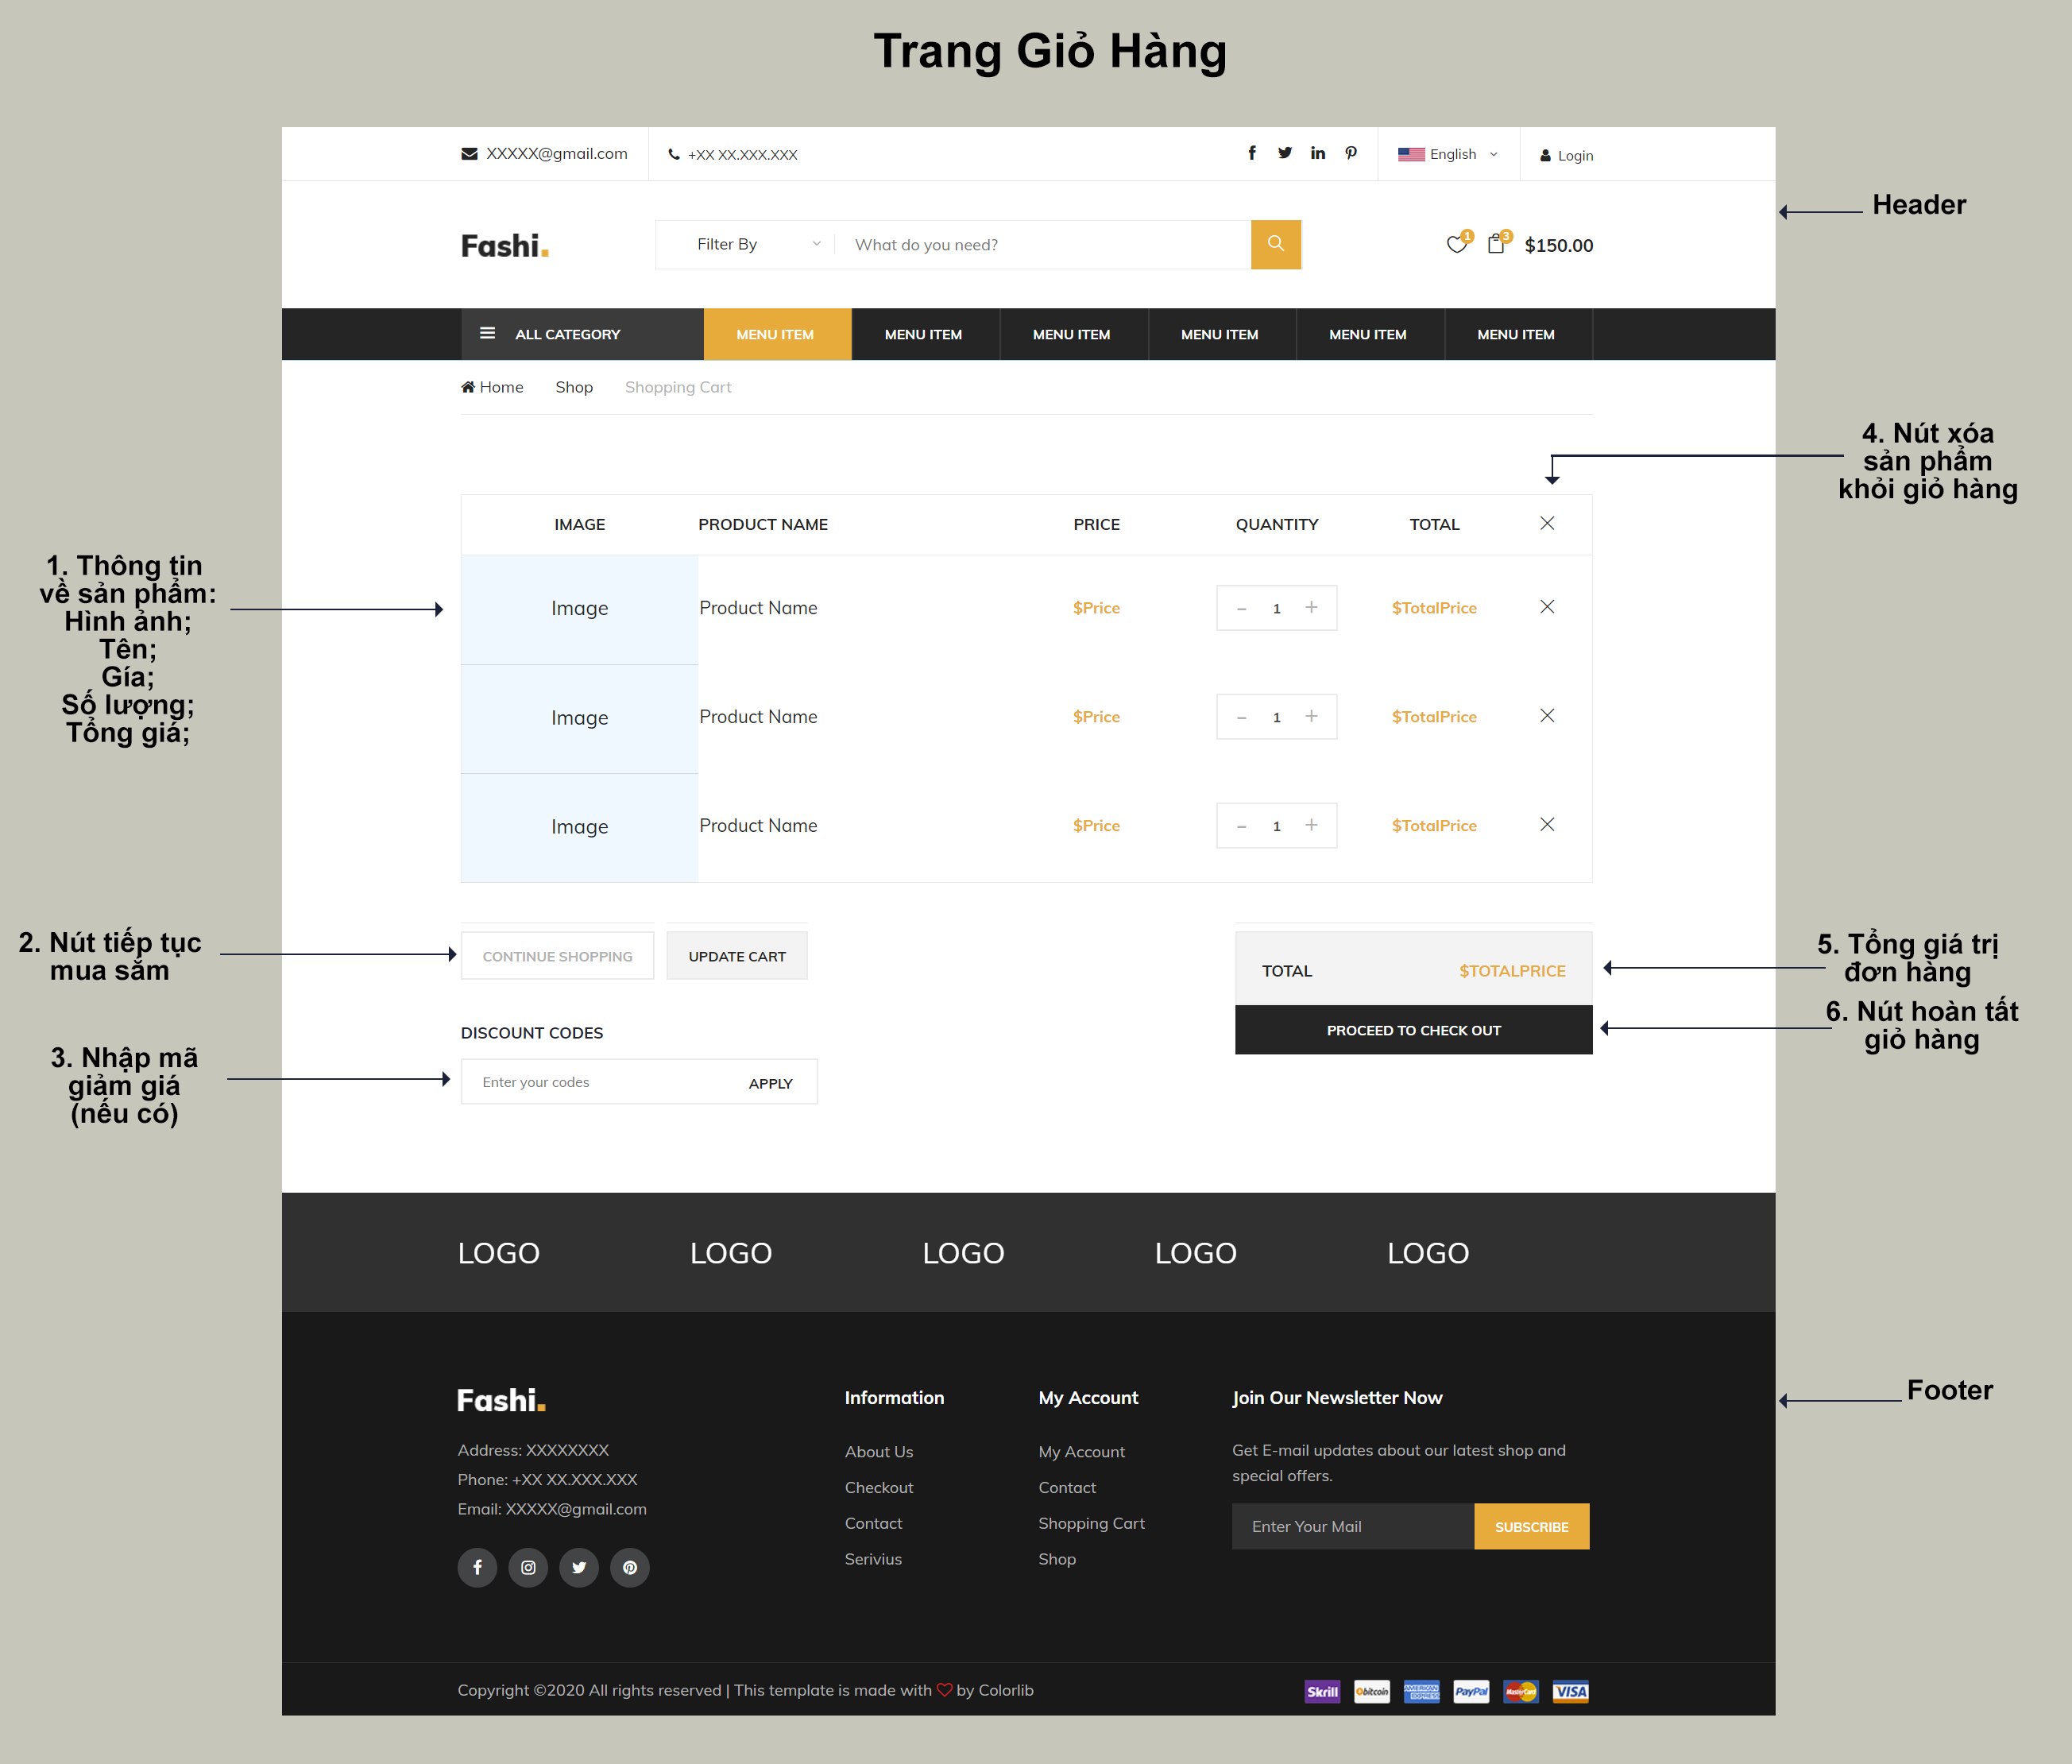 Trang Giỏ Hàng
XXXXX@gmail.com +XX XX.XXX.XXX English Login
Header
Fashi. Filter By What do you need? 1 3 $150.00
ALL CATEGORY MENU ITEM MENU ITEM MENU ITEM MENU ITEM MENU ITEM MENU ITEM
Home Shop Shopping Cart
4. Nút xóa
sản phẩm
khỏi giỏ hàng
IMAGE PRODUCT NAME PRICE QUANTITY TOTAL
1. Thông tin
về sản phẩm:
Hình ảnh;
Tên;
Gía;
Số lượng;
Tổng giá;
Image Product Name $Price - 1 + $TotalPrice
Image Product Name $Price - 1 + $TotalPrice
Image Product Name $Price - 1 + $TotalPrice
2. Nút tiếp tục
mua sắm
CONTINUE SHOPPING UPDATE CART
TOTAL $TOTALPRICE
5. Tổng giá trị
đơn hàng
PROCEED TO CHECK OUT
6. Nút hoàn tất
giỏ hàng
DISCOUNT CODES
3. Nhập mã
giảm giá
(nếu có)
Enter your codes APPLY
LOGO LOGO LOGO LOGO LOGO
Footer
Fashi.
Address: XXXXXXXX
Phone: +XX XX.XXX.XXX
Email: XXXXX@gmail.com
Information
About Us
Checkout
Contact
Serivius
My Account
My Account
Contact
Shopping Cart
Shop
Join Our Newsletter Now
Get E-mail updates about our latest shop and
special offers.
Enter Your Mail SUBSCRIBE
Copyright ©2020 All rights reserved | This template is made with by Colorlib
Skrill bitcoin AMERICAN EXPRESS PayPal MasterCard VISA